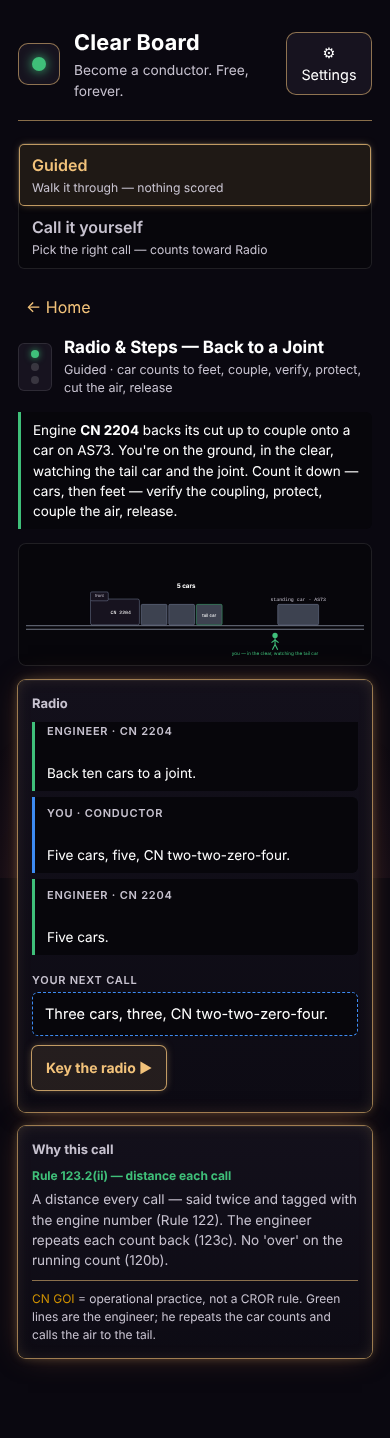 Clear Board
Become a conductor. Free,
forever.
⚙
Settings
Guided
Walk it through — nothing scored
Call it yourself
Pick the right call — counts toward Radio
← Home
Radio & Steps — Back to a Joint
Guided · car counts to feet, couple, verify, protect,
cut the air, release
Engine CN 2204 backs its cut up to couple onto a
car on AS73. You're on the ground, in the clear,
watching the tail car and the joint. Count it down —
cars, then feet — verify the coupling, protect,
couple the air, release.
5 cars
CN 2204
tail car
standing car · AS73
you — in the clear, watching the tail car
Radio
ENGINEER · CN 2204
Back ten cars to a joint.
YOU · CONDUCTOR
Five cars, five, CN two-two-zero-four.
ENGINEER · CN 2204
Five cars.
YOUR NEXT CALL
Three cars, three, CN two-two-zero-four.
Key the radio ▶
Why this call
Rule 123.2(ii) — distance each call
A distance every call — said twice and tagged with
the engine number (Rule 122). The engineer
repeats each count back (123c). No 'over' on the
running count (120b).
CN GOI = operational practice, not a CROR rule. Green
lines are the engineer; he repeats the car counts and
calls the air to the tail.